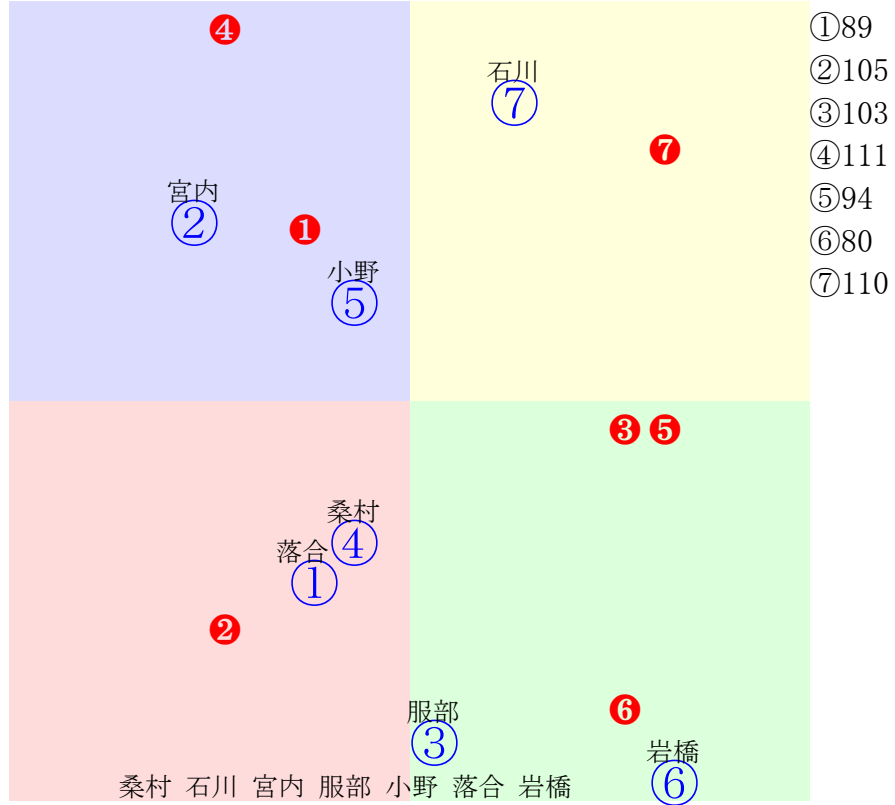 ❹
石川
⑦
❼
宮内
②
❶
小野
⑤
❸ ❺
桑村
④
落合
①
❷
服部
③
❻
岩橋
⑥
桑村 石川 宮内 服部 小野 落合 岩橋
①89
②105
③103
④111
⑤94
⑥80
⑦110